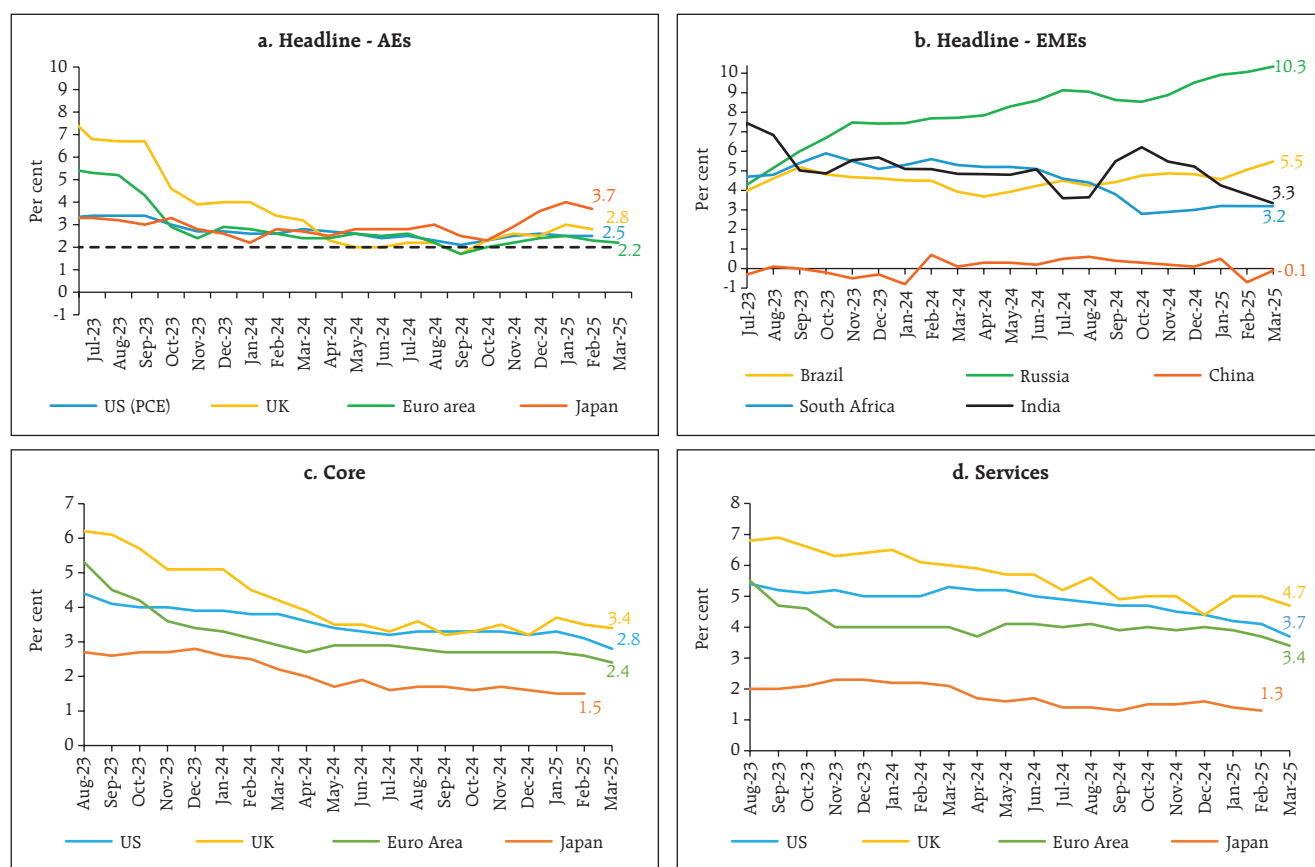 a. Headline - AEs
Per cent
10
9
8
7
6
5
4
3
2
1
0
-1
3.7
2.8
2.5
2.2
Jul-23
Aug-23
Sep-23
Oct-23
Nov-23
Dec-23
Jan-24
Feb-24
Mar-24
Apr-24
May-24
Jun-24
Jul-24
Aug-24
Sep-24
Oct-24
Nov-24
Dec-24
Jan-25
Feb-25
Mar-25
US (PCE) UK Euro area Japan
b. Headline - EMEs
Per cent
10
9
8
7
6
5
4
3
2
1
0
-1
10.3
5.5
3.3
3.2
-0.1
Jul-23
Aug-23
Sep-23
Oct-23
Nov-23
Dec-23
Jan-24
Feb-24
Mar-24
Apr-24
May-24
Jun-24
Jul-24
Aug-24
Sep-24
Oct-24
Nov-24
Dec-24
Jan-25
Feb-25
Mar-25
Brazil Russia China
South Africa India
c. Core
Per cent
7
6
5
4
3
2
1
0
3.4
2.8
2.4
1.5
Aug-23
Sep-23
Oct-23
Nov-23
Dec-23
Jan-24
Feb-24
Mar-24
Apr-24
May-24
Jun-24
Jul-24
Aug-24
Sep-24
Oct-24
Nov-24
Dec-24
Jan-25
Feb-25
Mar-25
US UK Euro Area Japan
d. Services
Per cent
8
7
6
5
4
3
2
1
0
4.7
3.7
3.4
1.3
Aug-23
Sep-23
Oct-23
Nov-23
Dec-23
Jan-24
Feb-24
Mar-24
Apr-24
May-24
Jun-24
Jul-24
Aug-24
Sep-24
Oct-24
Nov-24
Dec-24
Jan-25
Feb-25
Mar-25
US UK Euro Area Japan